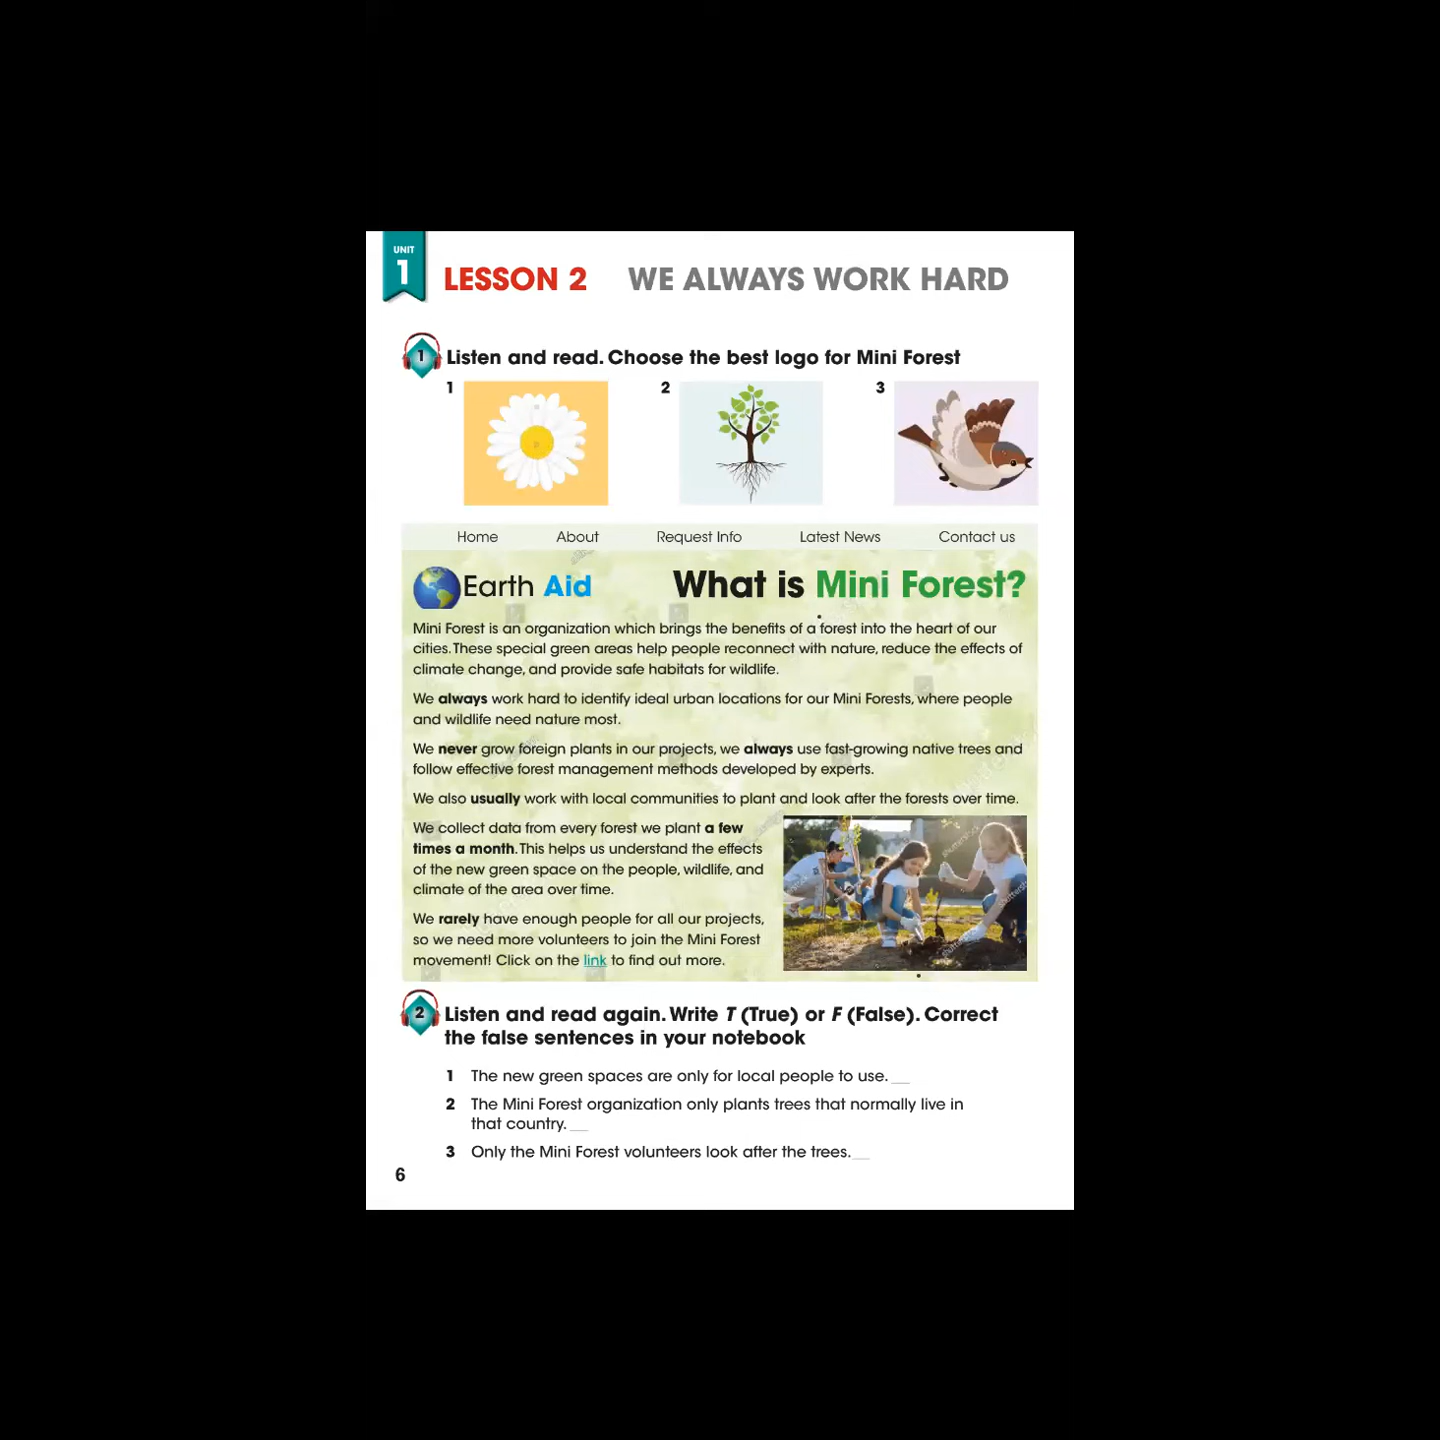 UNIT
1
LESSON 2 WE ALWAYS WORK HARD
1 Listen and read. Choose the best logo for Mini Forest
1 2 3
Home About Request Info Latest News Contact us
Earth Aid What is Mini Forest?
Mini Forest is an organization which brings the benefits of a forest into the heart of our
cities. These special green areas help people reconnect with nature, reduce the effects of
climate change, and provide safe habitats for wildlife.
We always work hard to identify ideal urban locations for our Mini Forests, where people
and wildlife need nature most.
We never grow foreign plants in our projects, we always use fast-growing native trees and
follow effective forest management methods developed by experts.
We also usually work with local communities to plant and look after the forests over time.
We collect data from every forest we plant a few
times a month. This helps us understand the effects
of the new green space on the people, wildlife, and
climate of the area over time.
We rarely have enough people for all our projects,
so we need more volunteers to join the Mini Forest
movement! Click on the link to find out more.
2 Listen and read again. Write T (True) or F (False). Correct
the false sentences in your notebook
1 The new green spaces are only for local people to use. __
2 The Mini Forest organization only plants trees that normally live in
that country. __
3 Only the Mini Forest volunteers look after the trees. __
6